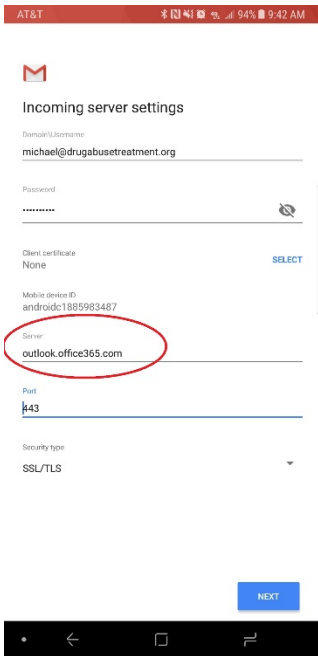 AT&T 94% 9:42 AM
Incoming server settings
Domain\Username
michael@drugabusetreatment.org
Password
Client certificate
None
SELECT
Mobile device ID
androidc1885983487
Server
outlook.office365.com
Port
443
Security type
SSL/TLS
NEXT